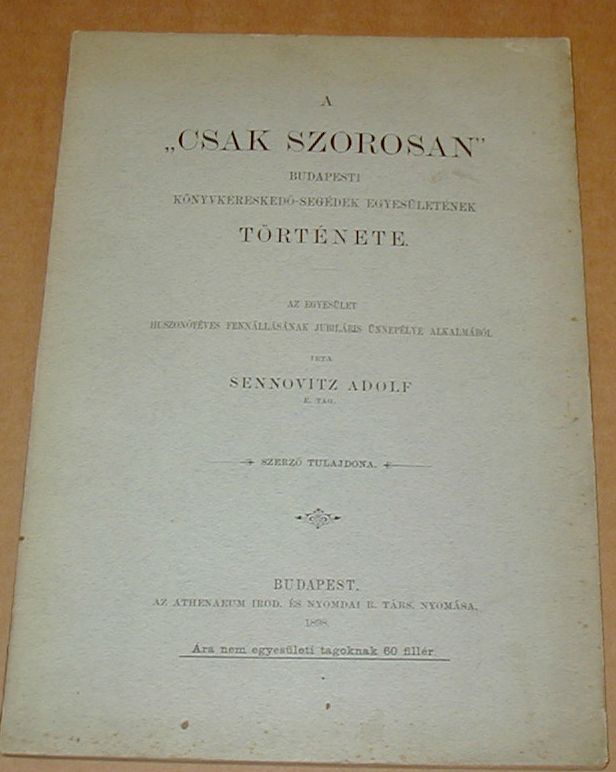 A
„CSAK SZOROSAN"
BUDAPESTI
KÖNYVKERESKEDŐ-SEGÉDEK EGYESÜLETÉNEK
TÖRTÉNETE.
AZ EGYESÜLET
HUSZONÖTÉVES FENNÁLLÁSÁNAK JUBILÁRIS ÜNNEPÉLYE ALKALMÁBÓL
IRTA
SENNOVITZ ADOLF
E. TAG.
SZERZŐ TULAJDONA.
BUDAPEST.
AZ ATHENAEUM IROD. ÉS NYOMDAI R. TÁRS. NYOMÁSA.
1898.
Ára nem egyesületi tagoknak 60 fillér.